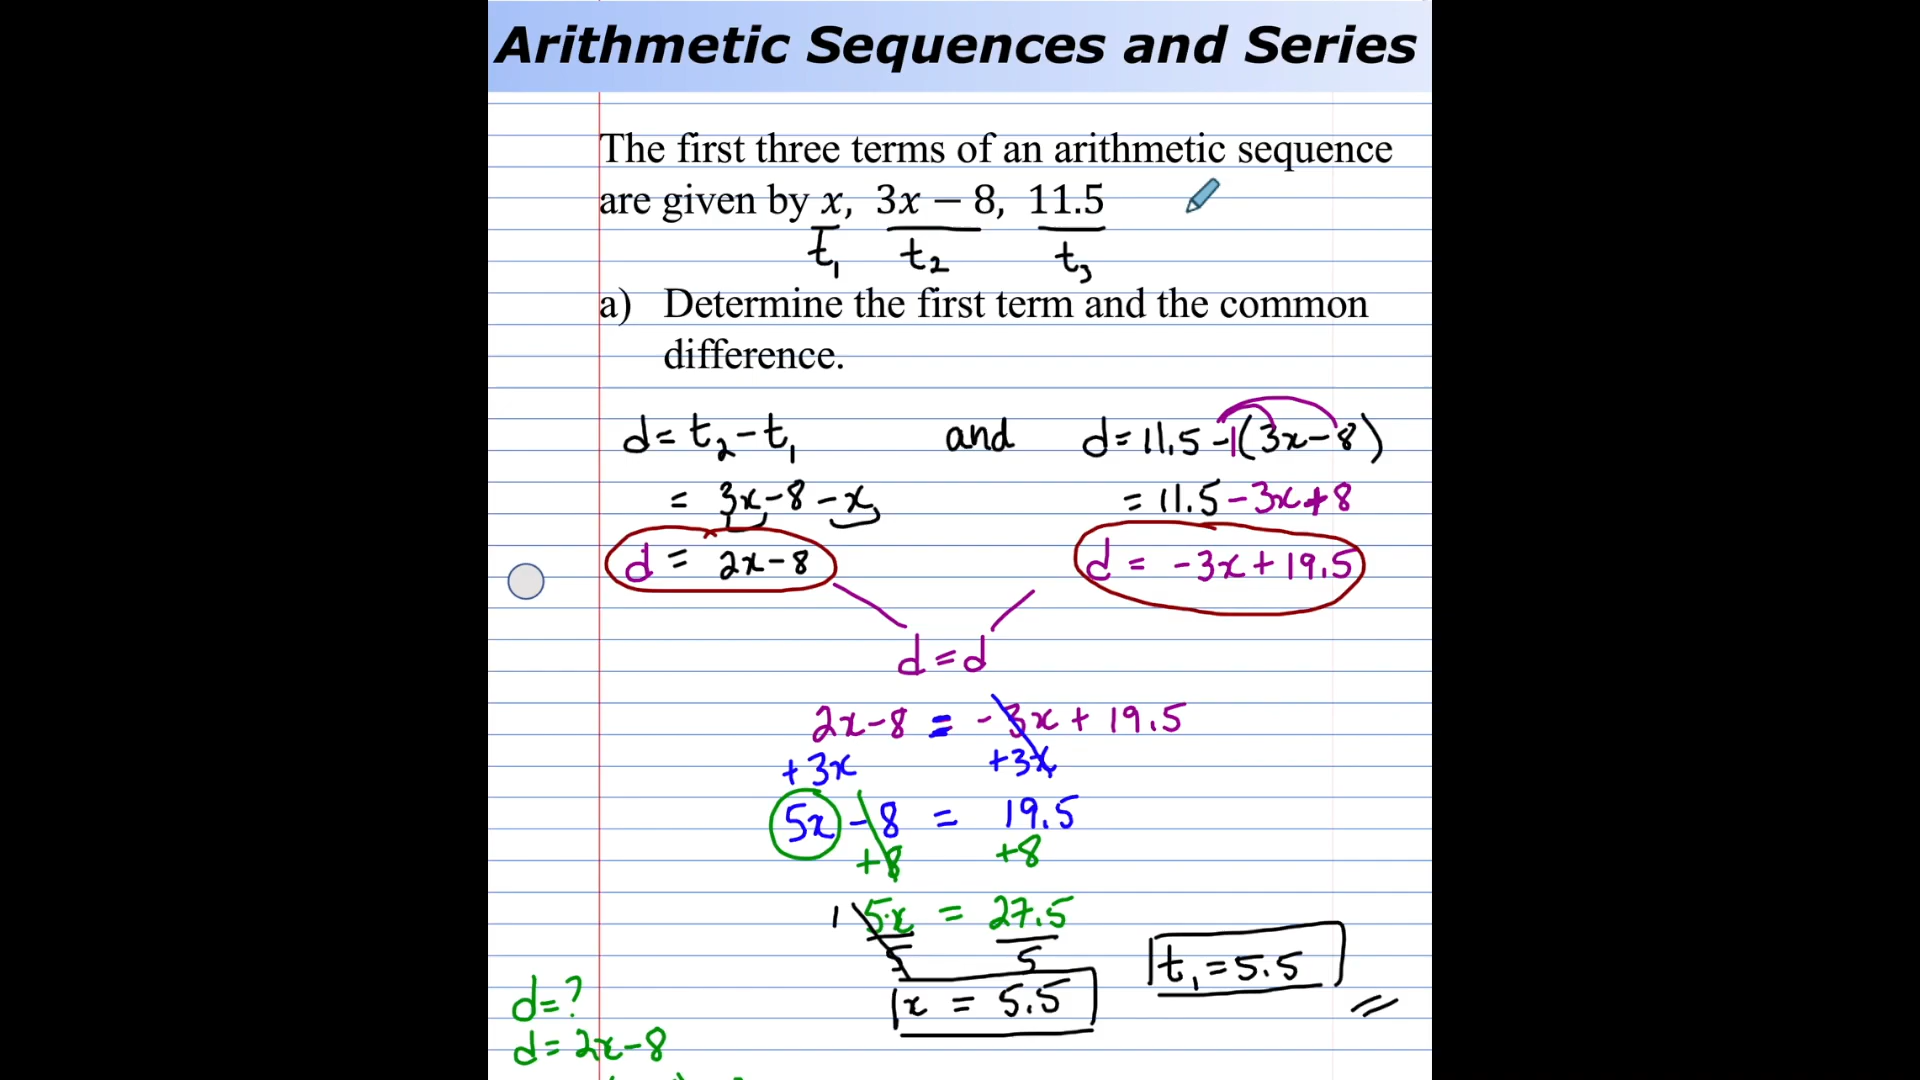 Arithmetic Sequences and Series
The first three terms of an arithmetic sequence
are given by x, 3x − 8, 11.5
t₁ t₂ t₃
a) Determine the first term and the common
difference.
d = t₂ − t₁ and d = 11.5 − 1(3x − 8)
= 3x − 8 − x = 11.5 − 3x + 8
d = 2x − 8 d = −3x + 19.5
d = d
2x − 8 = −3x + 19.5
+3x +3x
5x − 8 = 19.5
+8 +8
1 5x = 27.5
5 5
t₁ = 5.5
x = 5.5
d = ?
d = 2x − 8